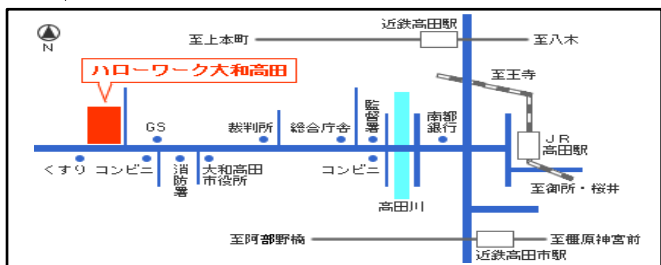 近鉄高田駅
至上本町
至八木
N
ハローワーク大和高田
至王寺
GS
裁判所
総合庁舎
監督署
南都
銀行
JR
高田駅
くすり
コンビニ
消防署
大和高田
市役所
コンビニ
高田川
至御所・桜井
至阿部野橋
至橿原神宮前
近鉄高田市駅